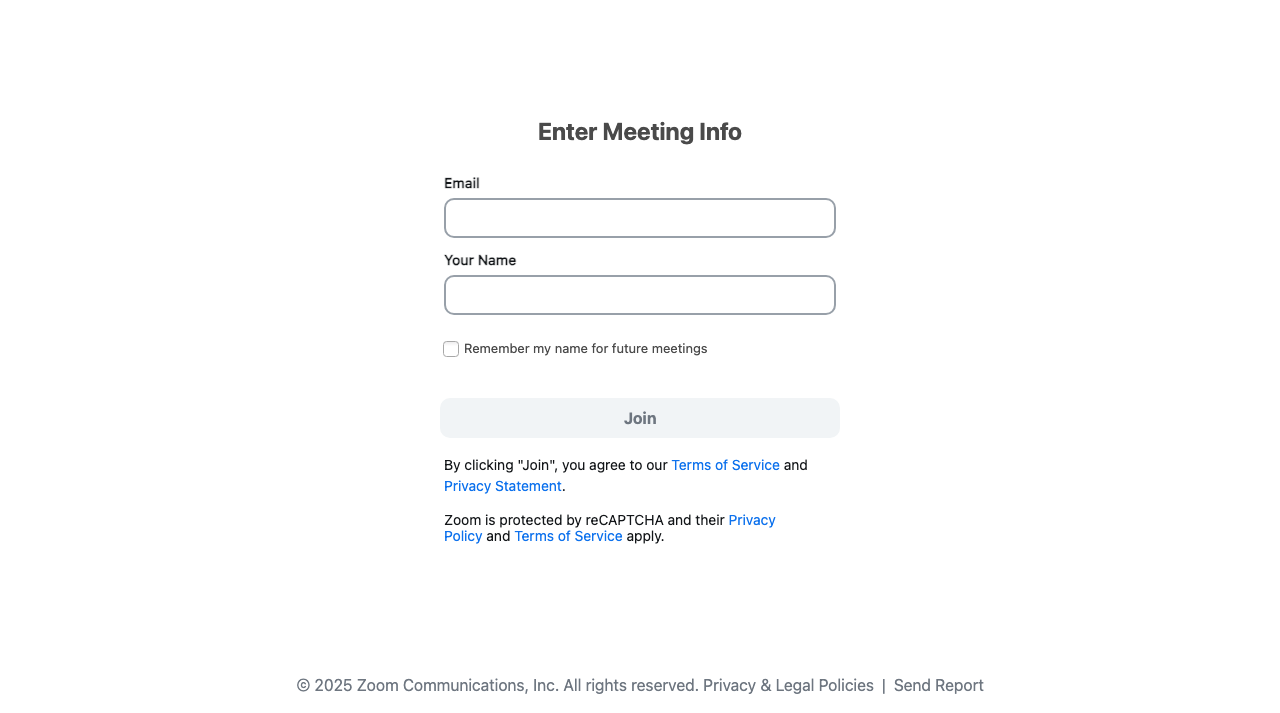 Enter Meeting Info
Email
Your Name
Remember my name for future meetings
Join
By clicking "Join", you agree to our Terms of Service and
Privacy Statement.
Zoom is protected by reCAPTCHA and their Privacy
Policy and Terms of Service apply.
© 2025 Zoom Communications, Inc. All rights reserved. Privacy & Legal Policies | Send Report